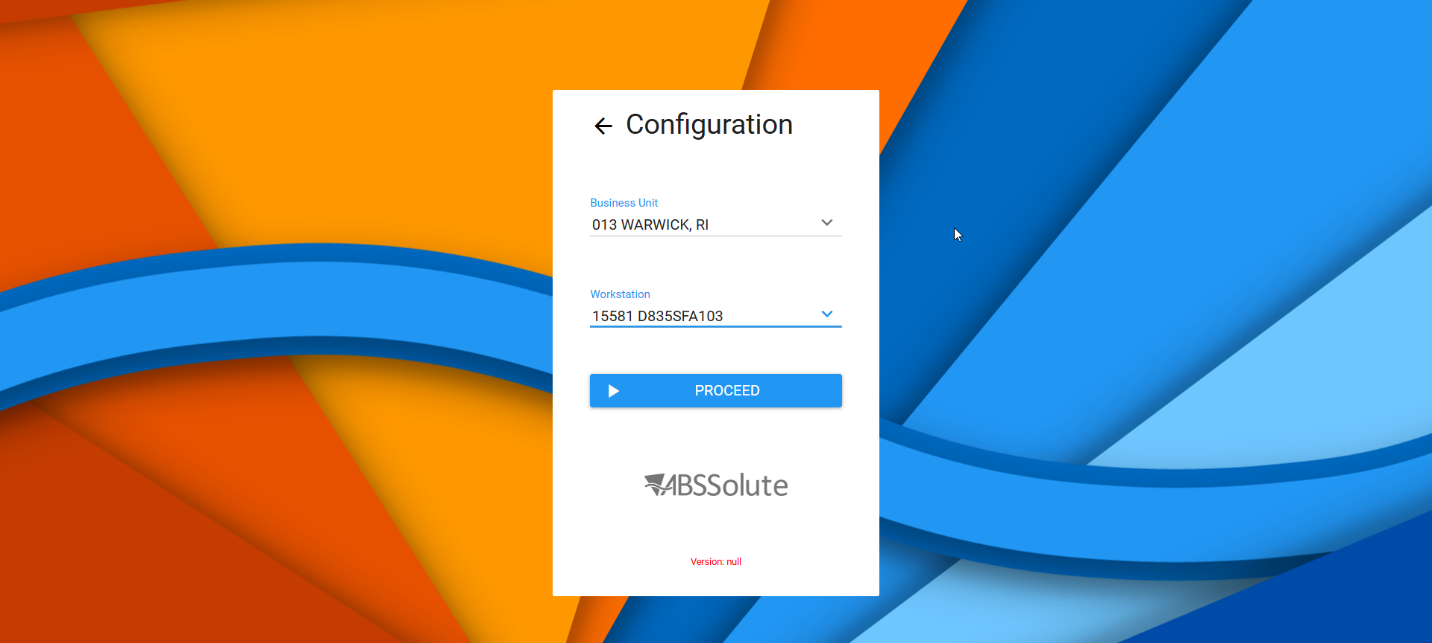 Configuration
Business Unit
013 WARWICK, RI
Workstation
15581 D835SFA103
PROCEED
ABSSolute
Version: null